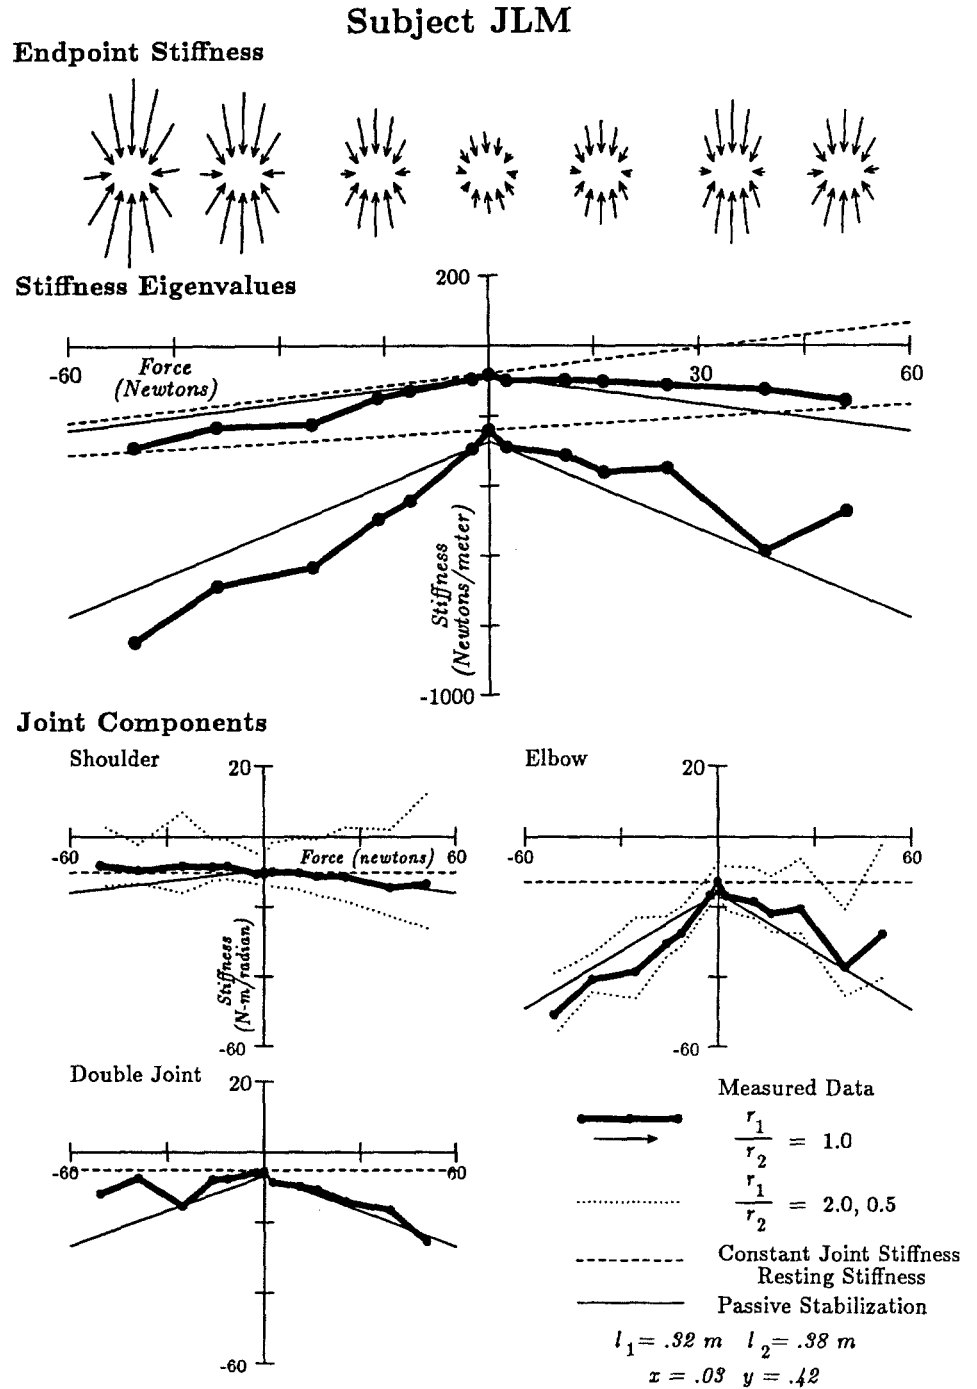 Subject JLM
Endpoint Stiffness
Stiffness Eigenvalues
200
-60
Force
(Newtons)
30
60
Stiffness
(Newtons/meter)
-1000
Joint Components
Shoulder
20
-60
Force (newtons)
60
Stiffness
(N-m/radian)
-60
Elbow
20
-60
60
-60
Double Joint
20
-60
60
-60
Measured Data
r1/r2 = 1.0
r1/r2 = 2.0, 0.5
Constant Joint Stiffness
Resting Stiffness
Passive Stabilization
l1 = .32 m l2 = .38 m
x = .03 y = .42